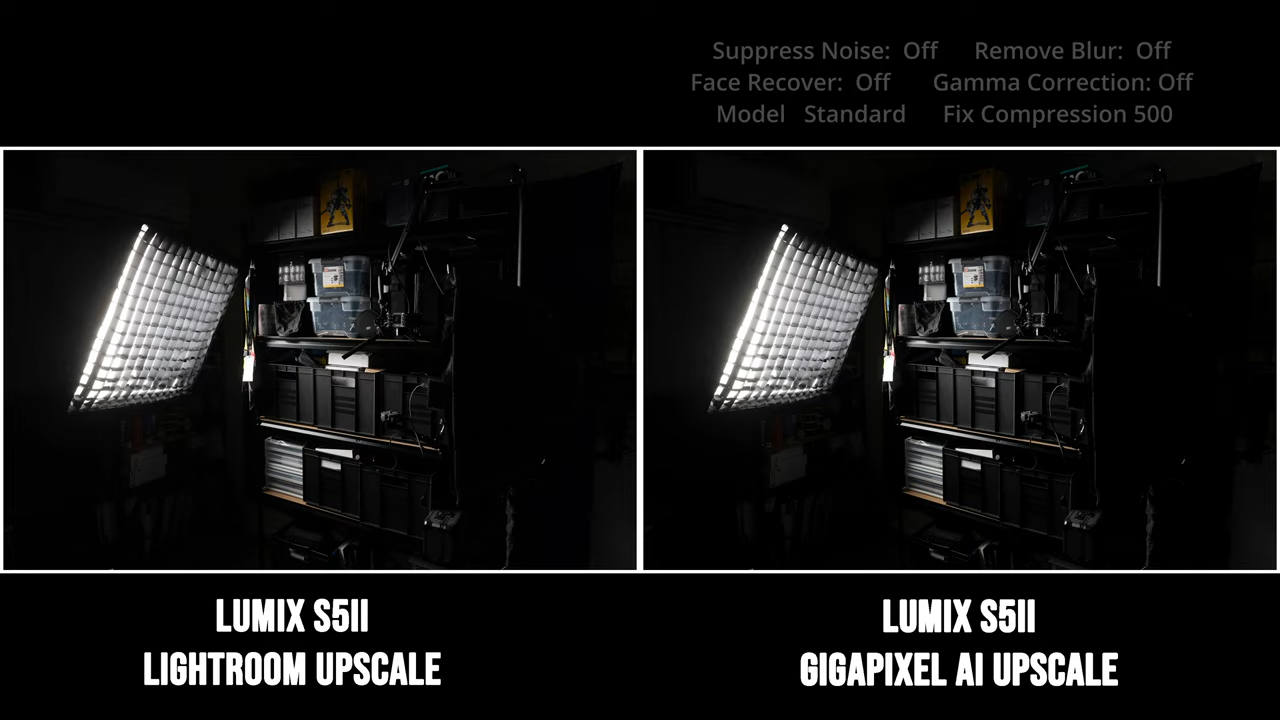 Suppress Noise: Off Remove Blur: Off
Face Recover: Off Gamma Correction: Off
Model Standard Fix Compression 500
LUMIX S5II
LIGHTROOM UPSCALE
LUMIX S5II
GIGAPIXEL AI UPSCALE